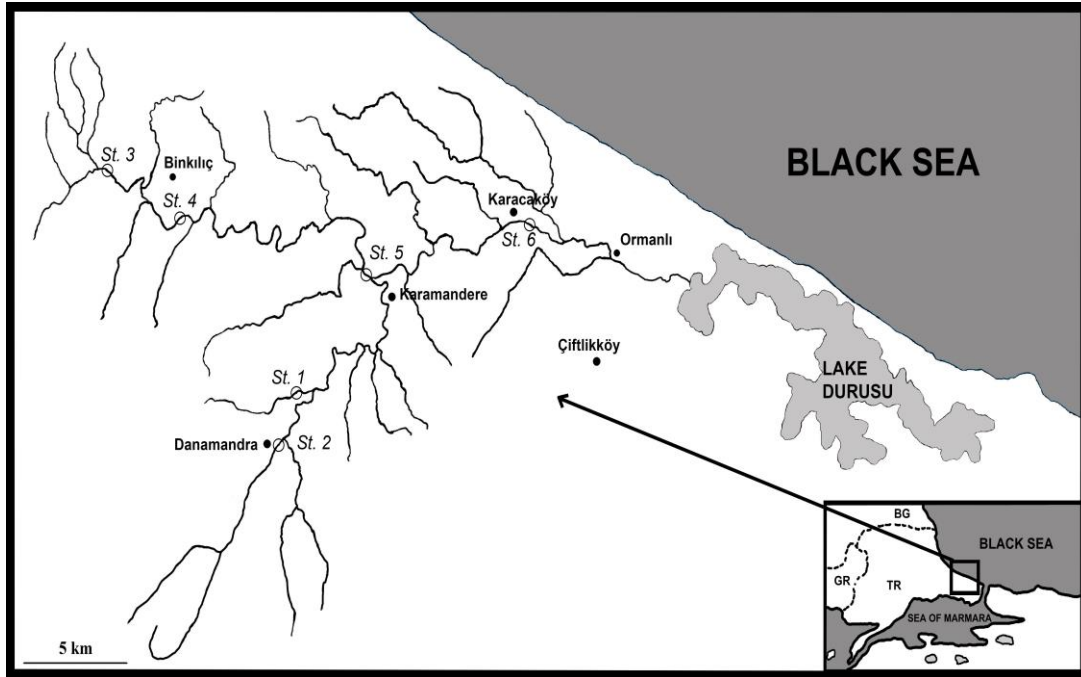 BLACK SEA
St. 3
Binkılıç
St. 4
Karacaköy
St. 6
Ormanlı
St. 5
Karamandere
Çiftlikköy
LAKE
DURUSU
St. 1
Danamandra
St. 2
5 km
BG
BLACK SEA
GR
TR
SEA OF MARMARA